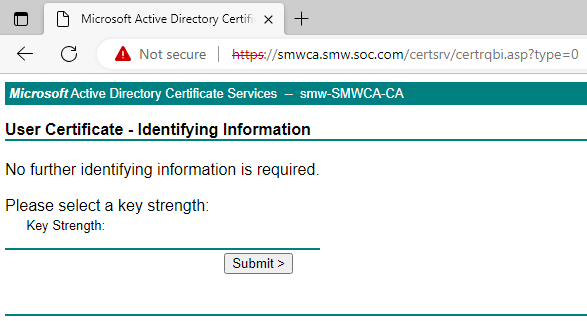 Microsoft Active Directory Certifi
Not secure | https://smwca.smw.soc.com/certsrv/certrqbi.asp?type=0
Microsoft Active Directory Certificate Services -- smw-SMWCA-CA
User Certificate - Identifying Information
No further identifying information is required.
Please select a key strength:
Key Strength:
Submit >